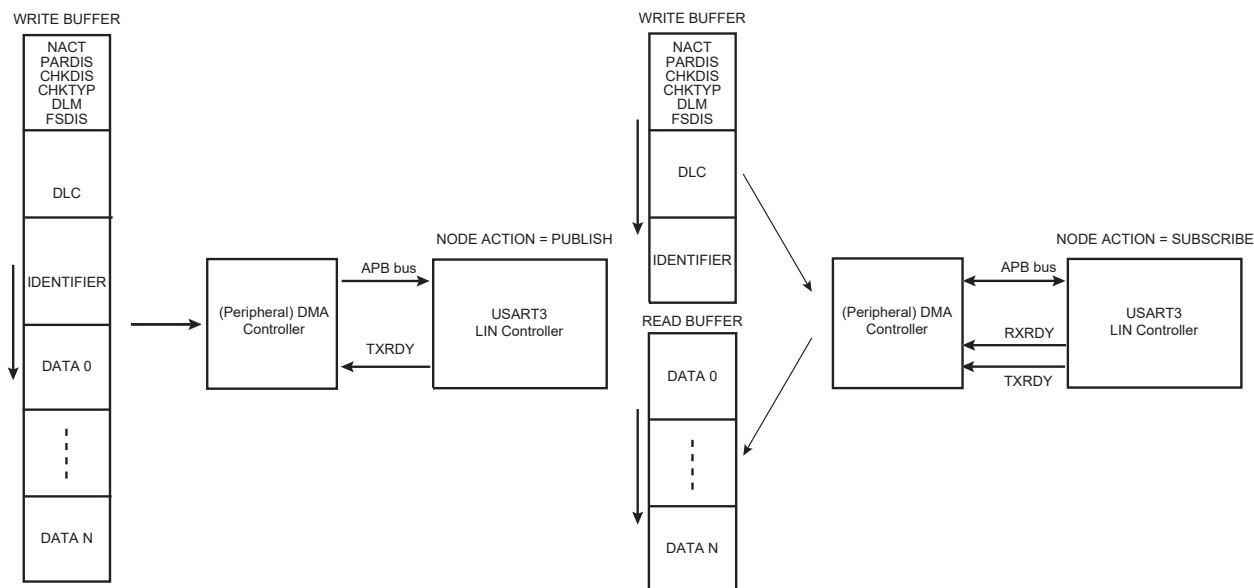 WRITE BUFFER
NACT
PARDIS
CHKDIS
CHKTYP
DLM
FSDIS
DLC
IDENTIFIER
DATA 0
DATA N
(Peripheral) DMA
Controller
APB bus
TXRDY
NODE ACTION = PUBLISH
USART3
LIN Controller
WRITE BUFFER
NACT
PARDIS
CHKDIS
CHKTYP
DLM
FSDIS
DLC
IDENTIFIER
READ BUFFER
DATA 0
DATA N
(Peripheral) DMA
Controller
APB bus
RXRDY
TXRDY
NODE ACTION = SUBSCRIBE
USART3
LIN Controller